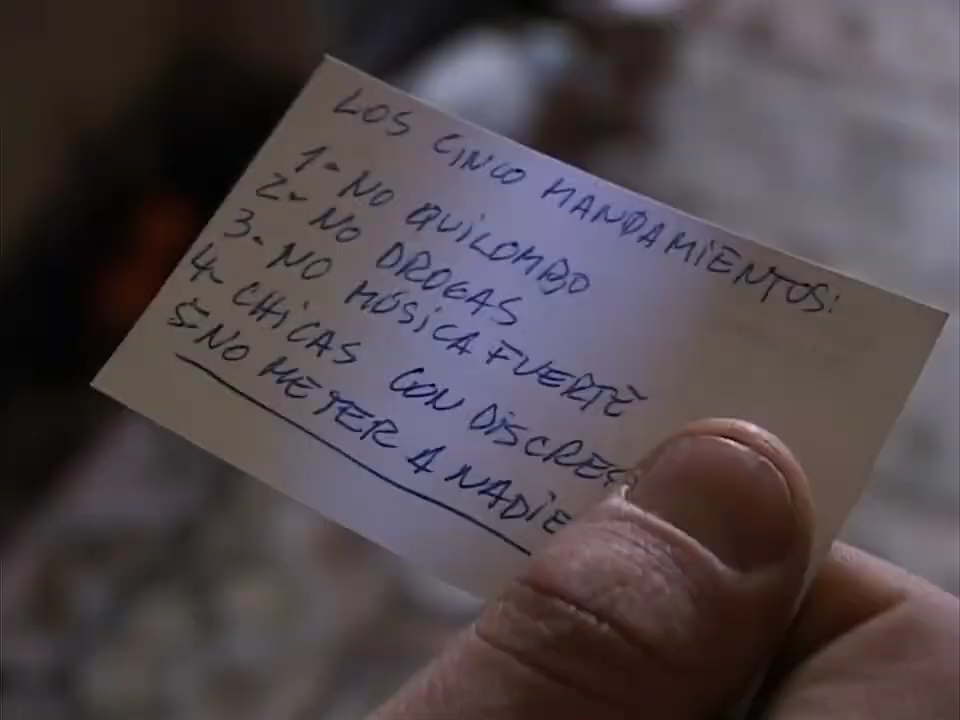 LOS CINCO MANDAMIENTOS:
1- NO QUILOMBO
2- NO DROGAS
3- NO MÚSICA FUERTE
4- CHICAS CON
5- NO METER A NADIE